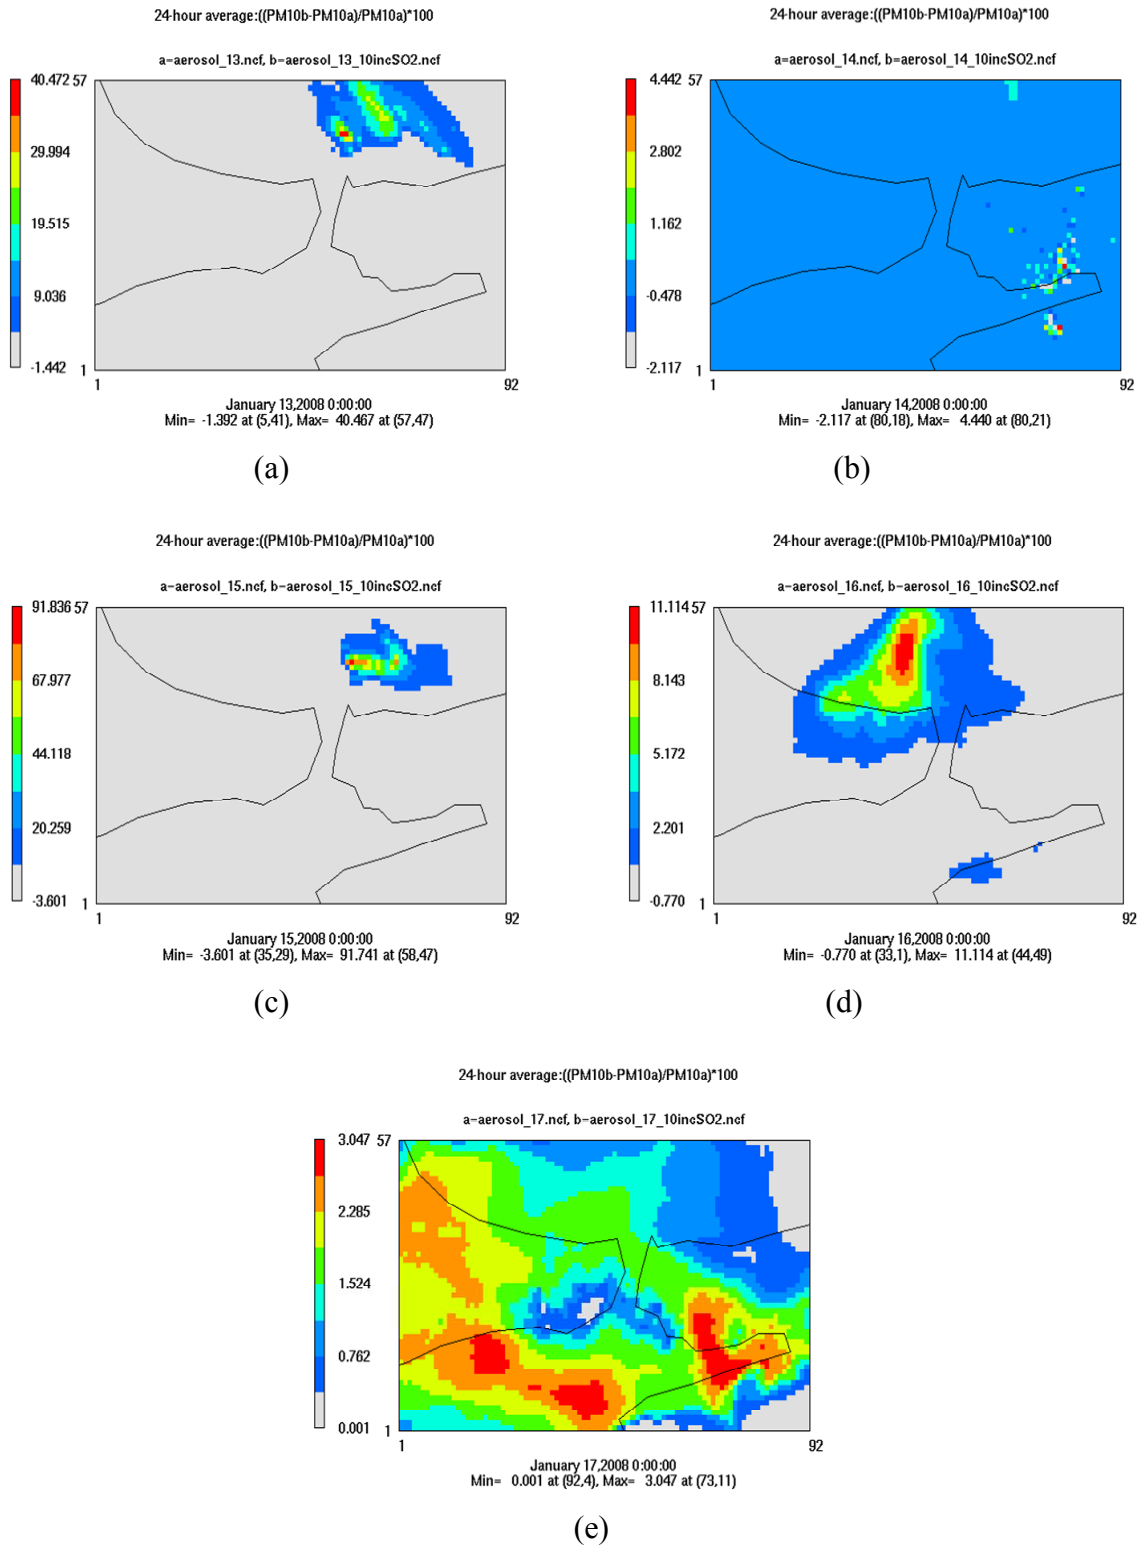 24-hour average:((PM10b-PM10a)/PM10a)*100
a=aerosol_13.ncf, b=aerosol_13_10incSO2.ncf
40.472 57
29.994
19.515
9.036
-1.442 1
1 92
January 13,2008 0:00:00
Min= -1.392 at (5,41), Max= 40.467 at (57,47)
(a)
24-hour average:((PM10b-PM10a)/PM10a)*100
a=aerosol_14.ncf, b=aerosol_14_10incSO2.ncf
4.442 57
2.802
1.162
-0.478
-2.117 1
1 92
January 14,2008 0:00:00
Min= -2.117 at (80,18), Max= 4.440 at (80,21)
(b)
24-hour average:((PM10b-PM10a)/PM10a)*100
a=aerosol_15.ncf, b=aerosol_15_10incSO2.ncf
91.836 57
67.977
44.118
20.259
-3.601 1
1 92
January 15,2008 0:00:00
Min= -3.601 at (35,29), Max= 91.741 at (58,47)
(c)
24-hour average:((PM10b-PM10a)/PM10a)*100
a=aerosol_16.ncf, b=aerosol_16_10incSO2.ncf
11.114 57
8.143
5.172
2.201
-0.770 1
1 92
January 16,2008 0:00:00
Min= -0.770 at (33,1), Max= 11.114 at (44,49)
(d)
24-hour average:((PM10b-PM10a)/PM10a)*100
a=aerosol_17.ncf, b=aerosol_17_10incSO2.ncf
3.047 57
2.285
1.524
0.762
0.001 1
1 92
January 17,2008 0:00:00
Min= 0.001 at (92,4), Max= 3.047 at (73,11)
(e)